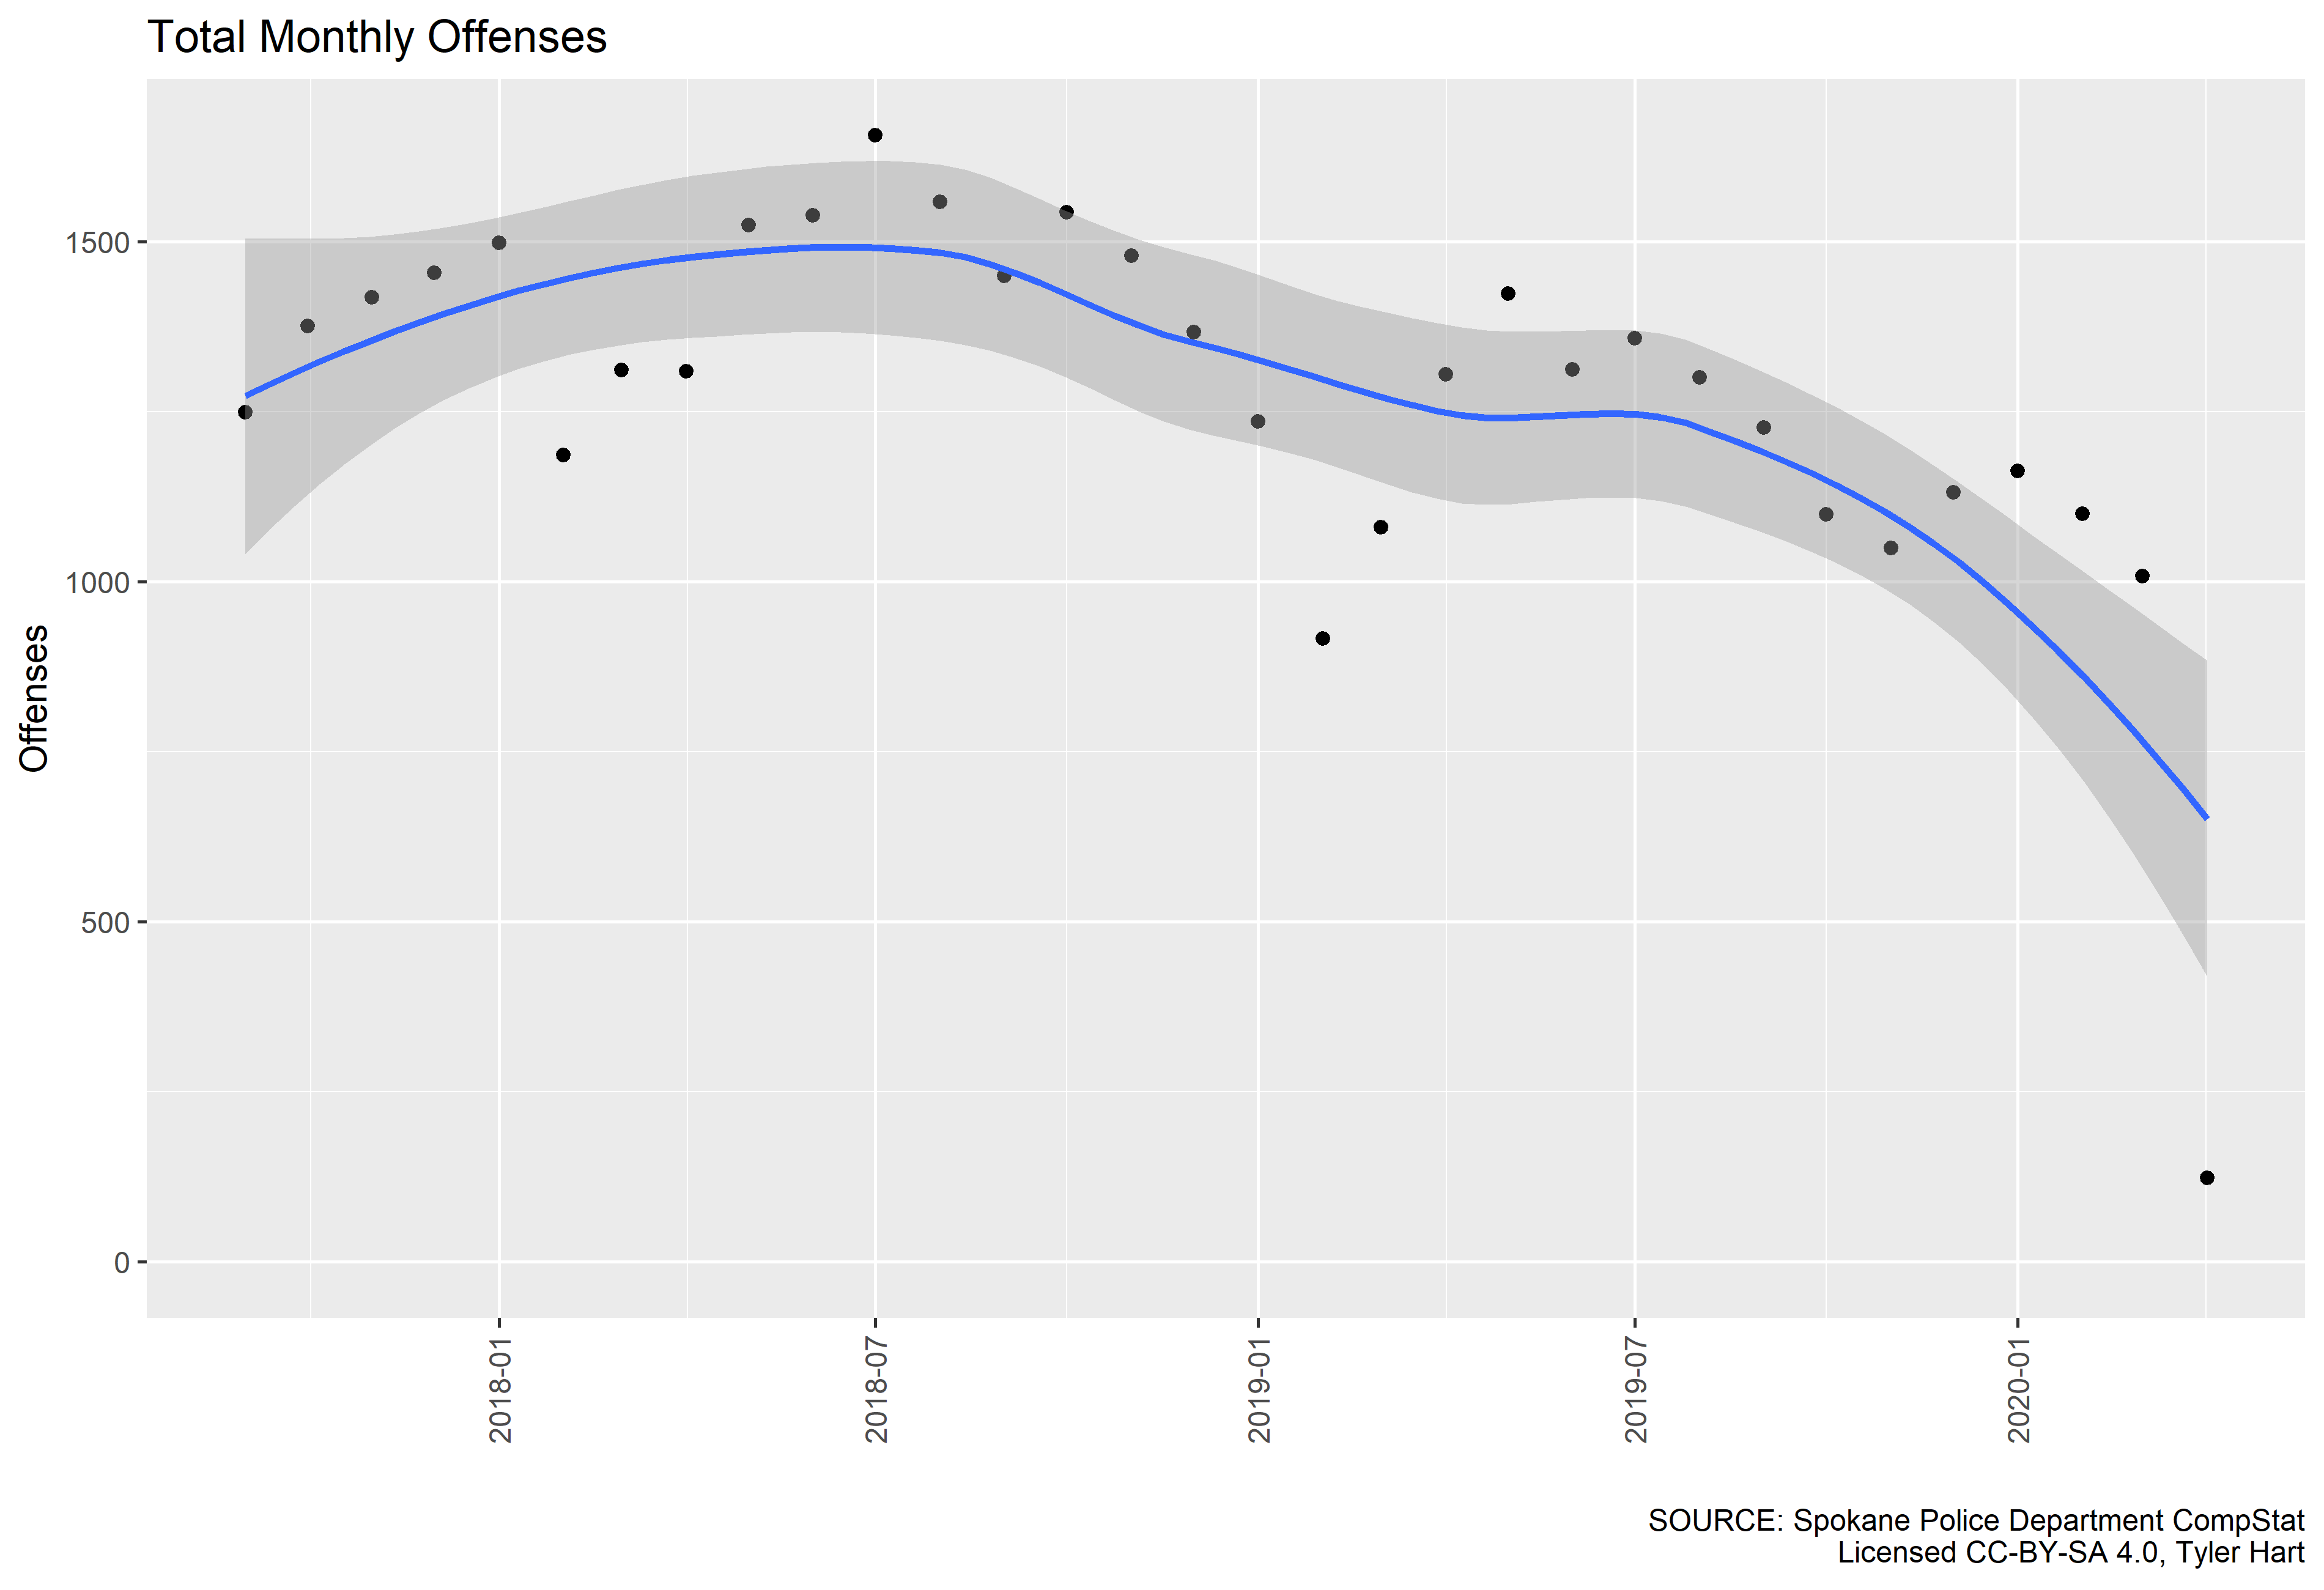 Total Monthly Offenses
Offenses
1500
1000
500
0
2018-01
2018-07
2019-01
2019-07
2020-01
SOURCE: Spokane Police Department CompStat
Licensed CC-BY-SA 4.0, Tyler Hart